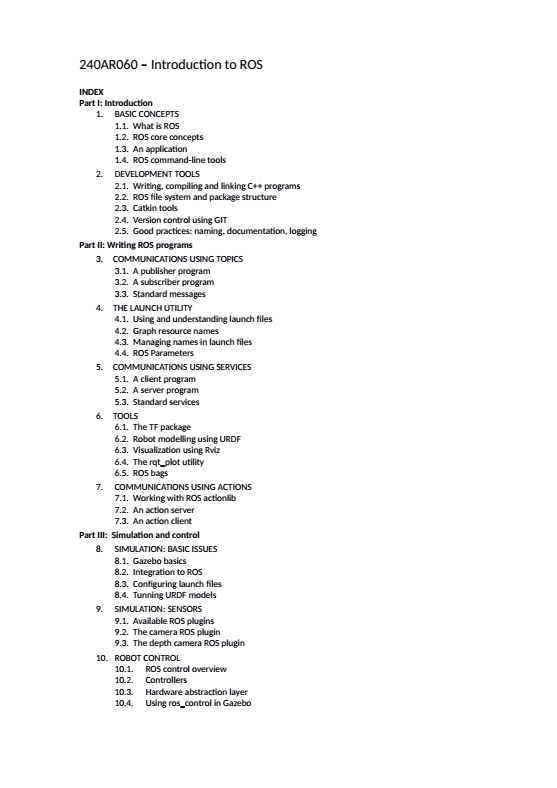 240AR060 – Introduction to ROS
INDEX
Part I: Introduction
1. BASIC CONCEPTS
1.1. What is ROS
1.2. ROS core concepts
1.3. An application
1.4. ROS command-line tools
2. DEVELOPMENT TOOLS
2.1. Writing, compiling and linking C++ programs
2.2. ROS file system and package structure
2.3. Catkin tools
2.4. Version control using GIT
2.5. Good practices: naming, documentation, logging
Part II: Writing ROS programs
3. COMMUNICATIONS USING TOPICS
3.1. A publisher program
3.2. A subscriber program
3.3. Standard messages
4. THE LAUNCH UTILITY
4.1. Using and understanding launch files
4.2. Graph resource names
4.3. Managing names in launch files
4.4. ROS Parameters
5. COMMUNICATIONS USING SERVICES
5.1. A client program
5.2. A server program
5.3. Standard services
6. TOOLS
6.1. The TF package
6.2. Robot modelling using URDF
6.3. Visualization using Rviz
6.4. The rqt_plot utility
6.5. ROS bags
7. COMMUNICATIONS USING ACTIONS
7.1. Working with ROS actionlib
7.2. An action server
7.3. An action client
Part III: Simulation and control
8. SIMULATION: BASIC ISSUES
8.1. Gazebo basics
8.2. Integration to ROS
8.3. Configuring launch files
8.4. Tunning URDF models
9. SIMULATION: SENSORS
9.1. Available ROS plugins
9.2. The camera ROS plugin
9.3. The depth camera ROS plugin
10. ROBOT CONTROL
10.1. ROS control overview
10.2. Controllers
10.3. Hardware abstraction layer
10.4. Using ros_control in Gazebo